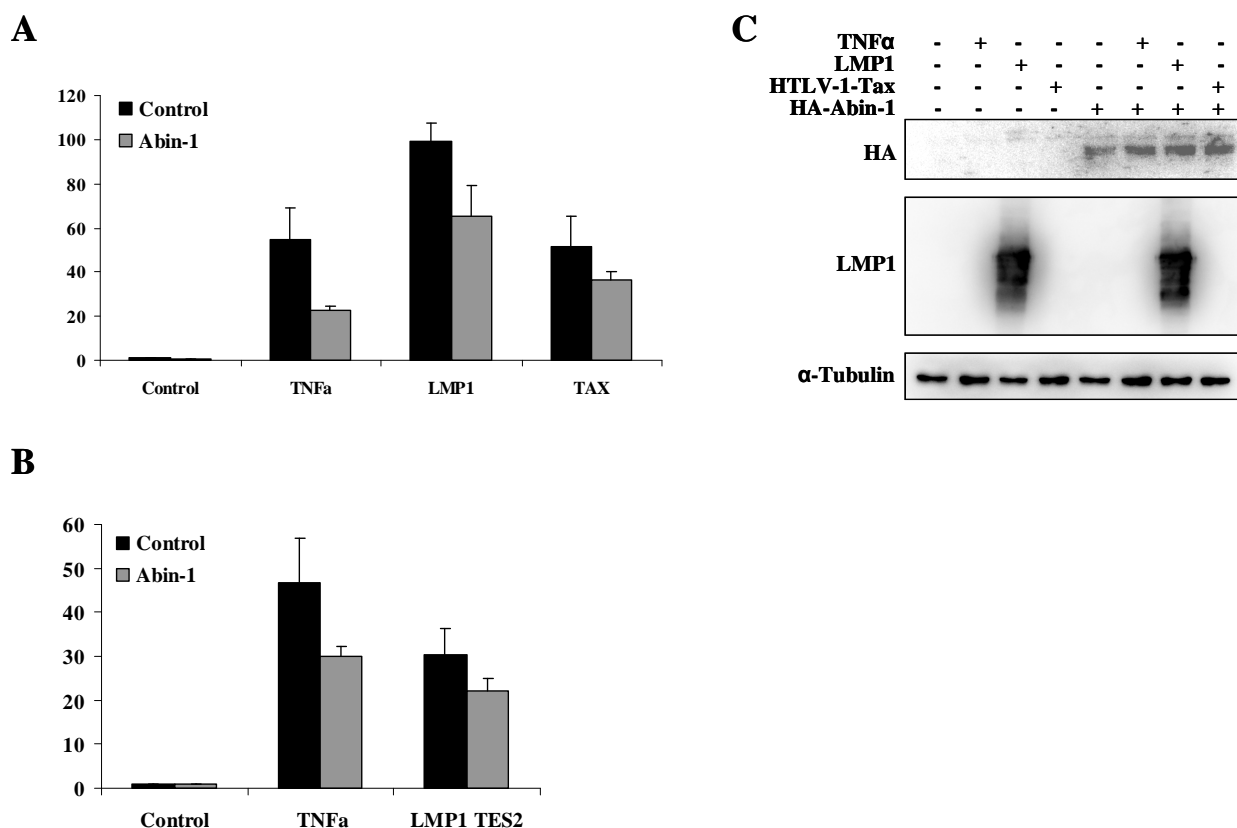 A
120
100
80
60
40
20
0
Control
Abin-1
Control TNFa LMP1 TAX
B
60
50
40
30
20
10
0
Control
Abin-1
Control TNFa LMP1 TES2
C
TNFα - + - - - + - -
LMP1 - - + - - - + -
HTLV-1-Tax - - - + - - - +
HA-Abin-1 - - - - + + + +
HA
LMP1
α-Tubulin